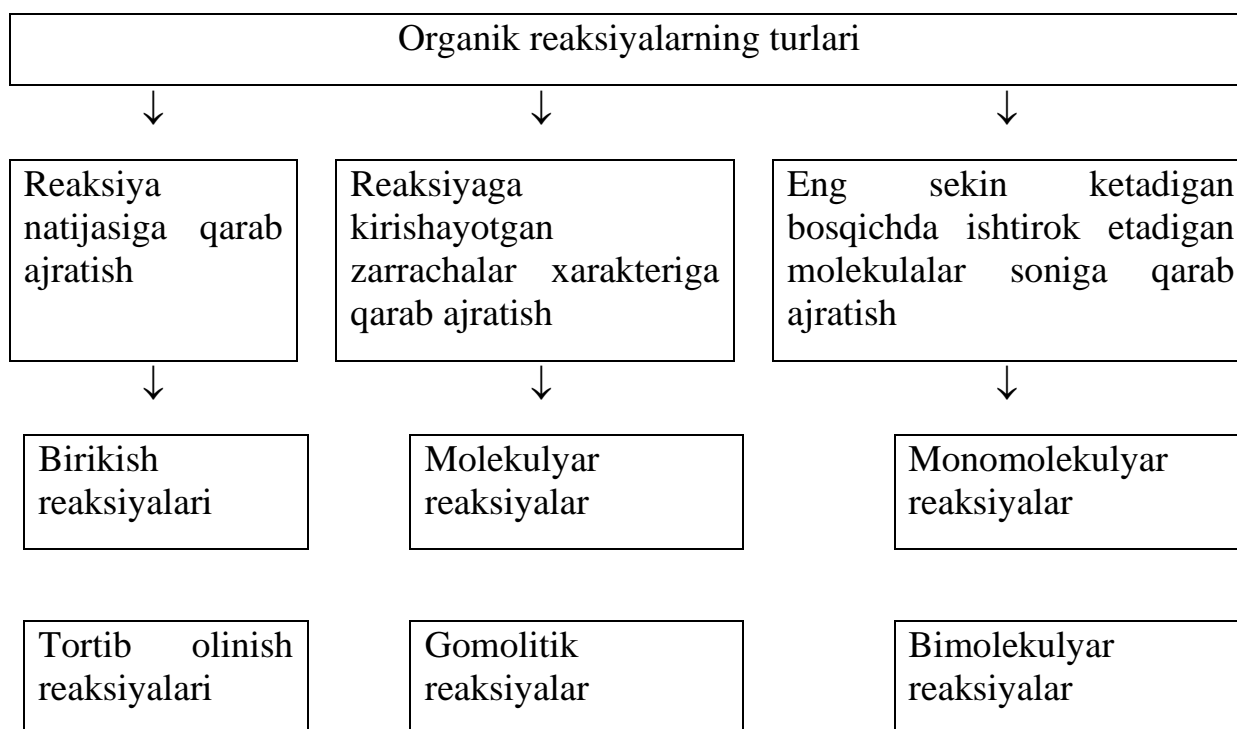 Organik reaksiyalarning turlari
↓ ↓ ↓
Reaksiya
natijasiga qarab
ajratish
Reaksiyaga
kirishayotgan
zarrachalar xarakteriga
qarab ajratish
Eng sekin ketadigan
bosqichda ishtirok etadigan
molekulalar soniga qarab
ajratish
↓ ↓ ↓
Birikish
reaksiyalari
Molekulyar
reaksiyalar
Monomolekulyar
reaksiyalar
Tortib olinish
reaksiyalari
Gomolitik
reaksiyalar
Bimolekulyar
reaksiyalar